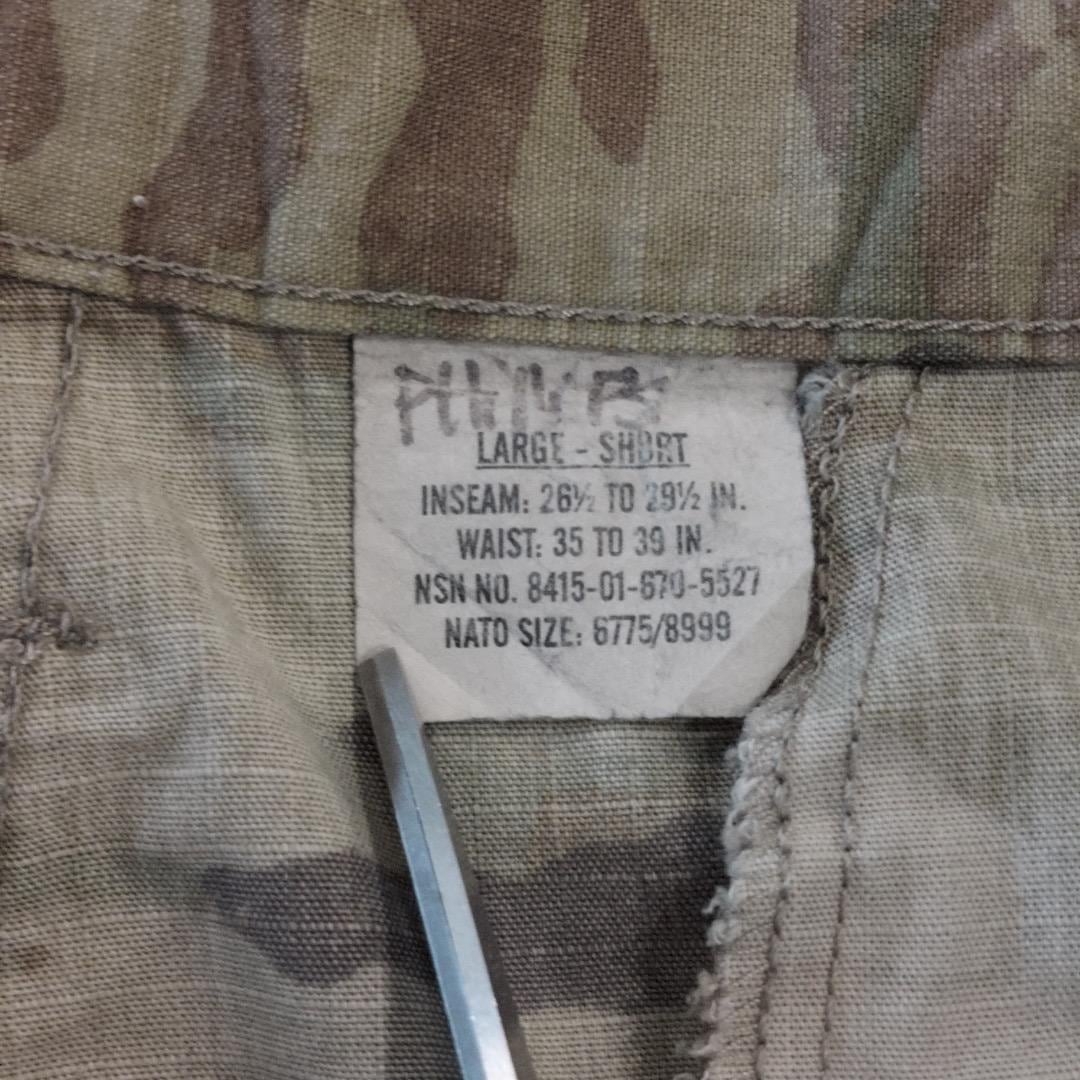 LARGE - SHORT
INSEAM: 26½ TO 29½ IN.
WAIST: 35 TO 39 IN.
NSN NO. 8415-01-670-5527
NATO SIZE: 6775/8999